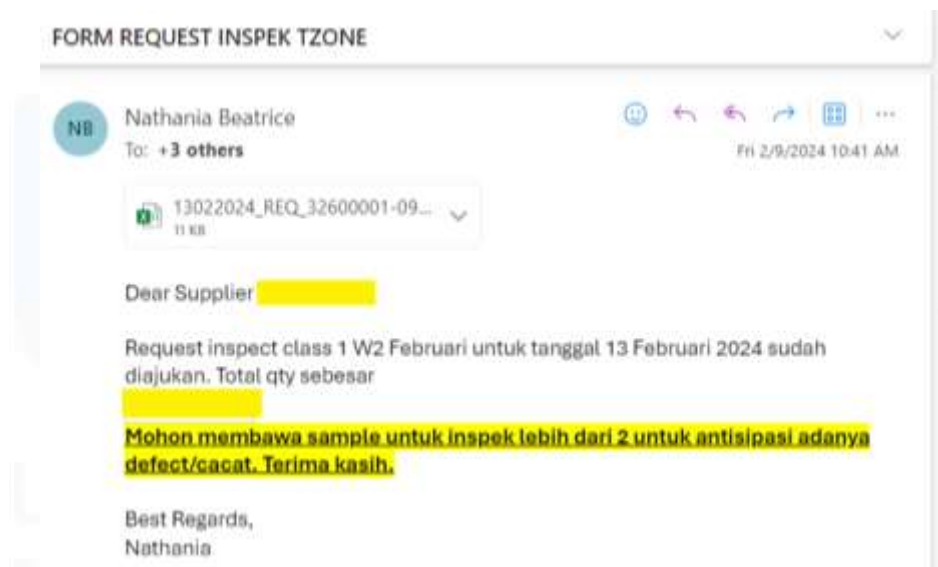 FORM REQUEST INSPEK TZONE
NB
Nathania Beatrice
To: +3 others
Fri 2/9/2024 10:41 AM
13022024_REQ_32600001-09...
11 KB
Dear Supplier
Request inspect class 1 W2 Februari untuk tanggal 13 Februari 2024 sudah
diajukan. Total qty sebesar
Mohon membawa sample untuk inspek lebih dari 2 untuk antisipasi adanya
defect/cacat. Terima kasih.
Best Regards,
Nathania